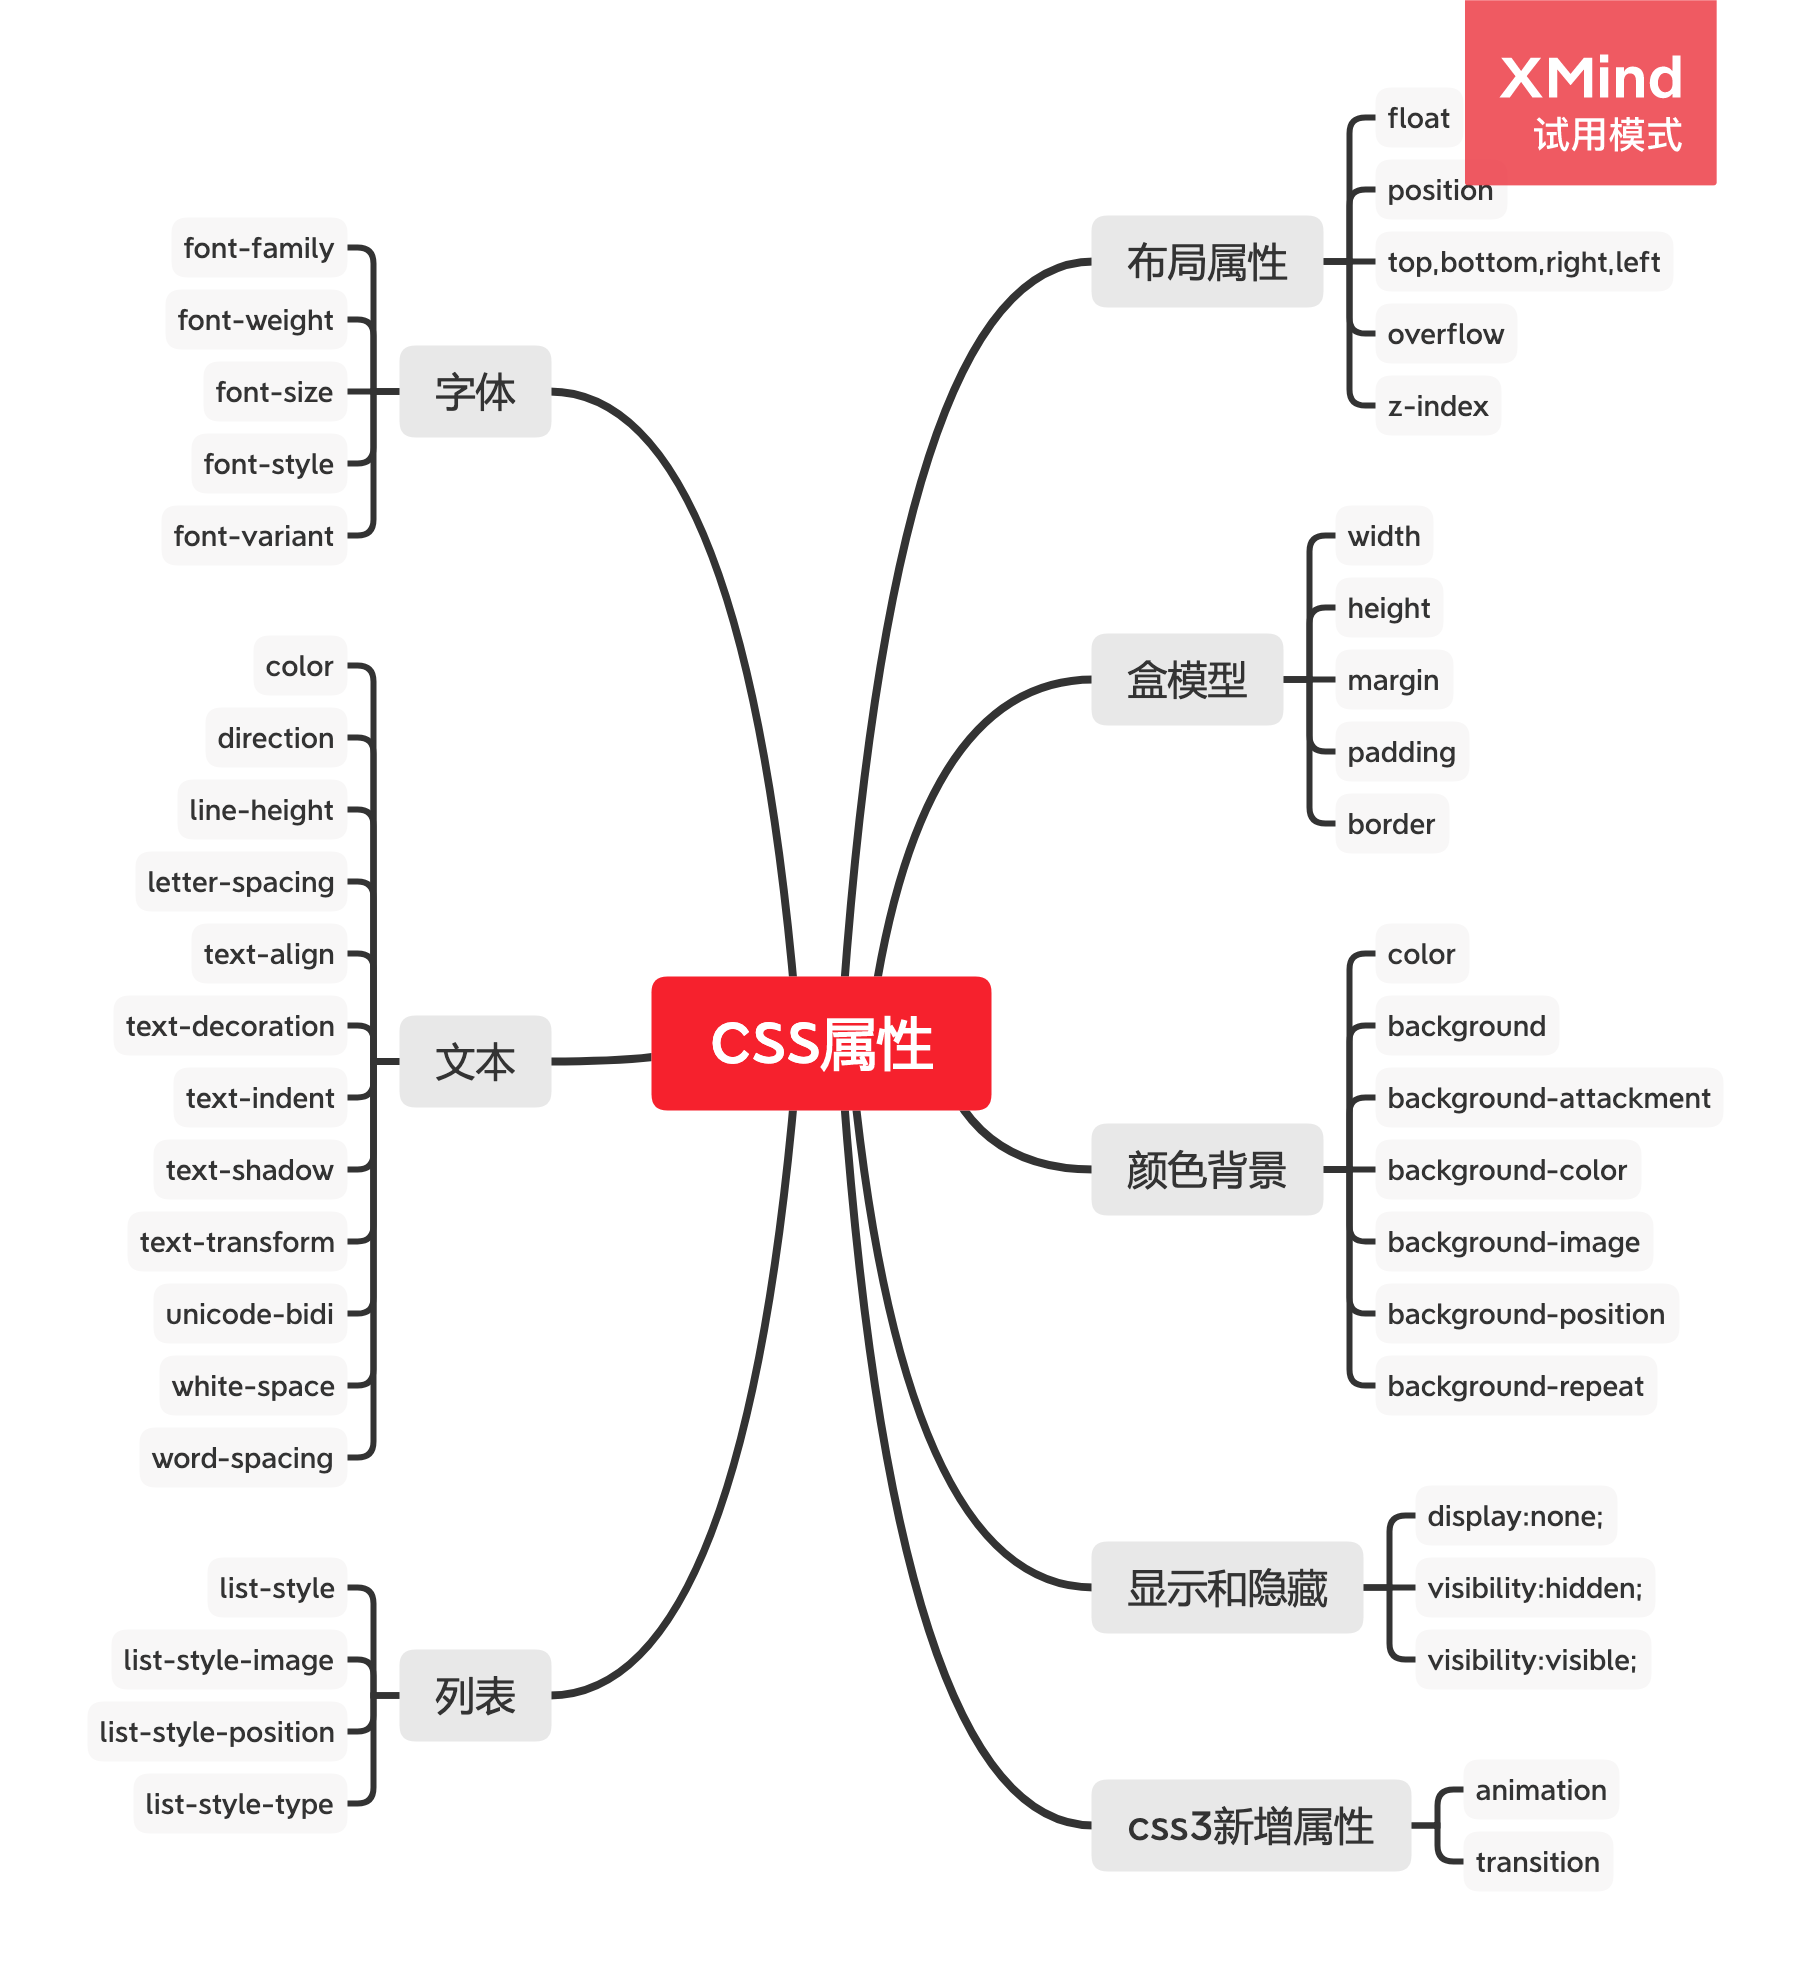 XMind
试用模式
CSS属性
布局属性
float
position
top,bottom,right,left
overflow
z-index
盒模型
width
height
margin
padding
border
颜色背景
color
background
background-attackment
background-color
background-image
background-position
background-repeat
显示和隐藏
display:none;
visibility:hidden;
visibility:visible;
css3新增属性
animation
transition
字体
font-family
font-weight
font-size
font-style
font-variant
文本
color
direction
line-height
letter-spacing
text-align
text-decoration
text-indent
text-shadow
text-transform
unicode-bidi
white-space
word-spacing
列表
list-style
list-style-image
list-style-position
list-style-type